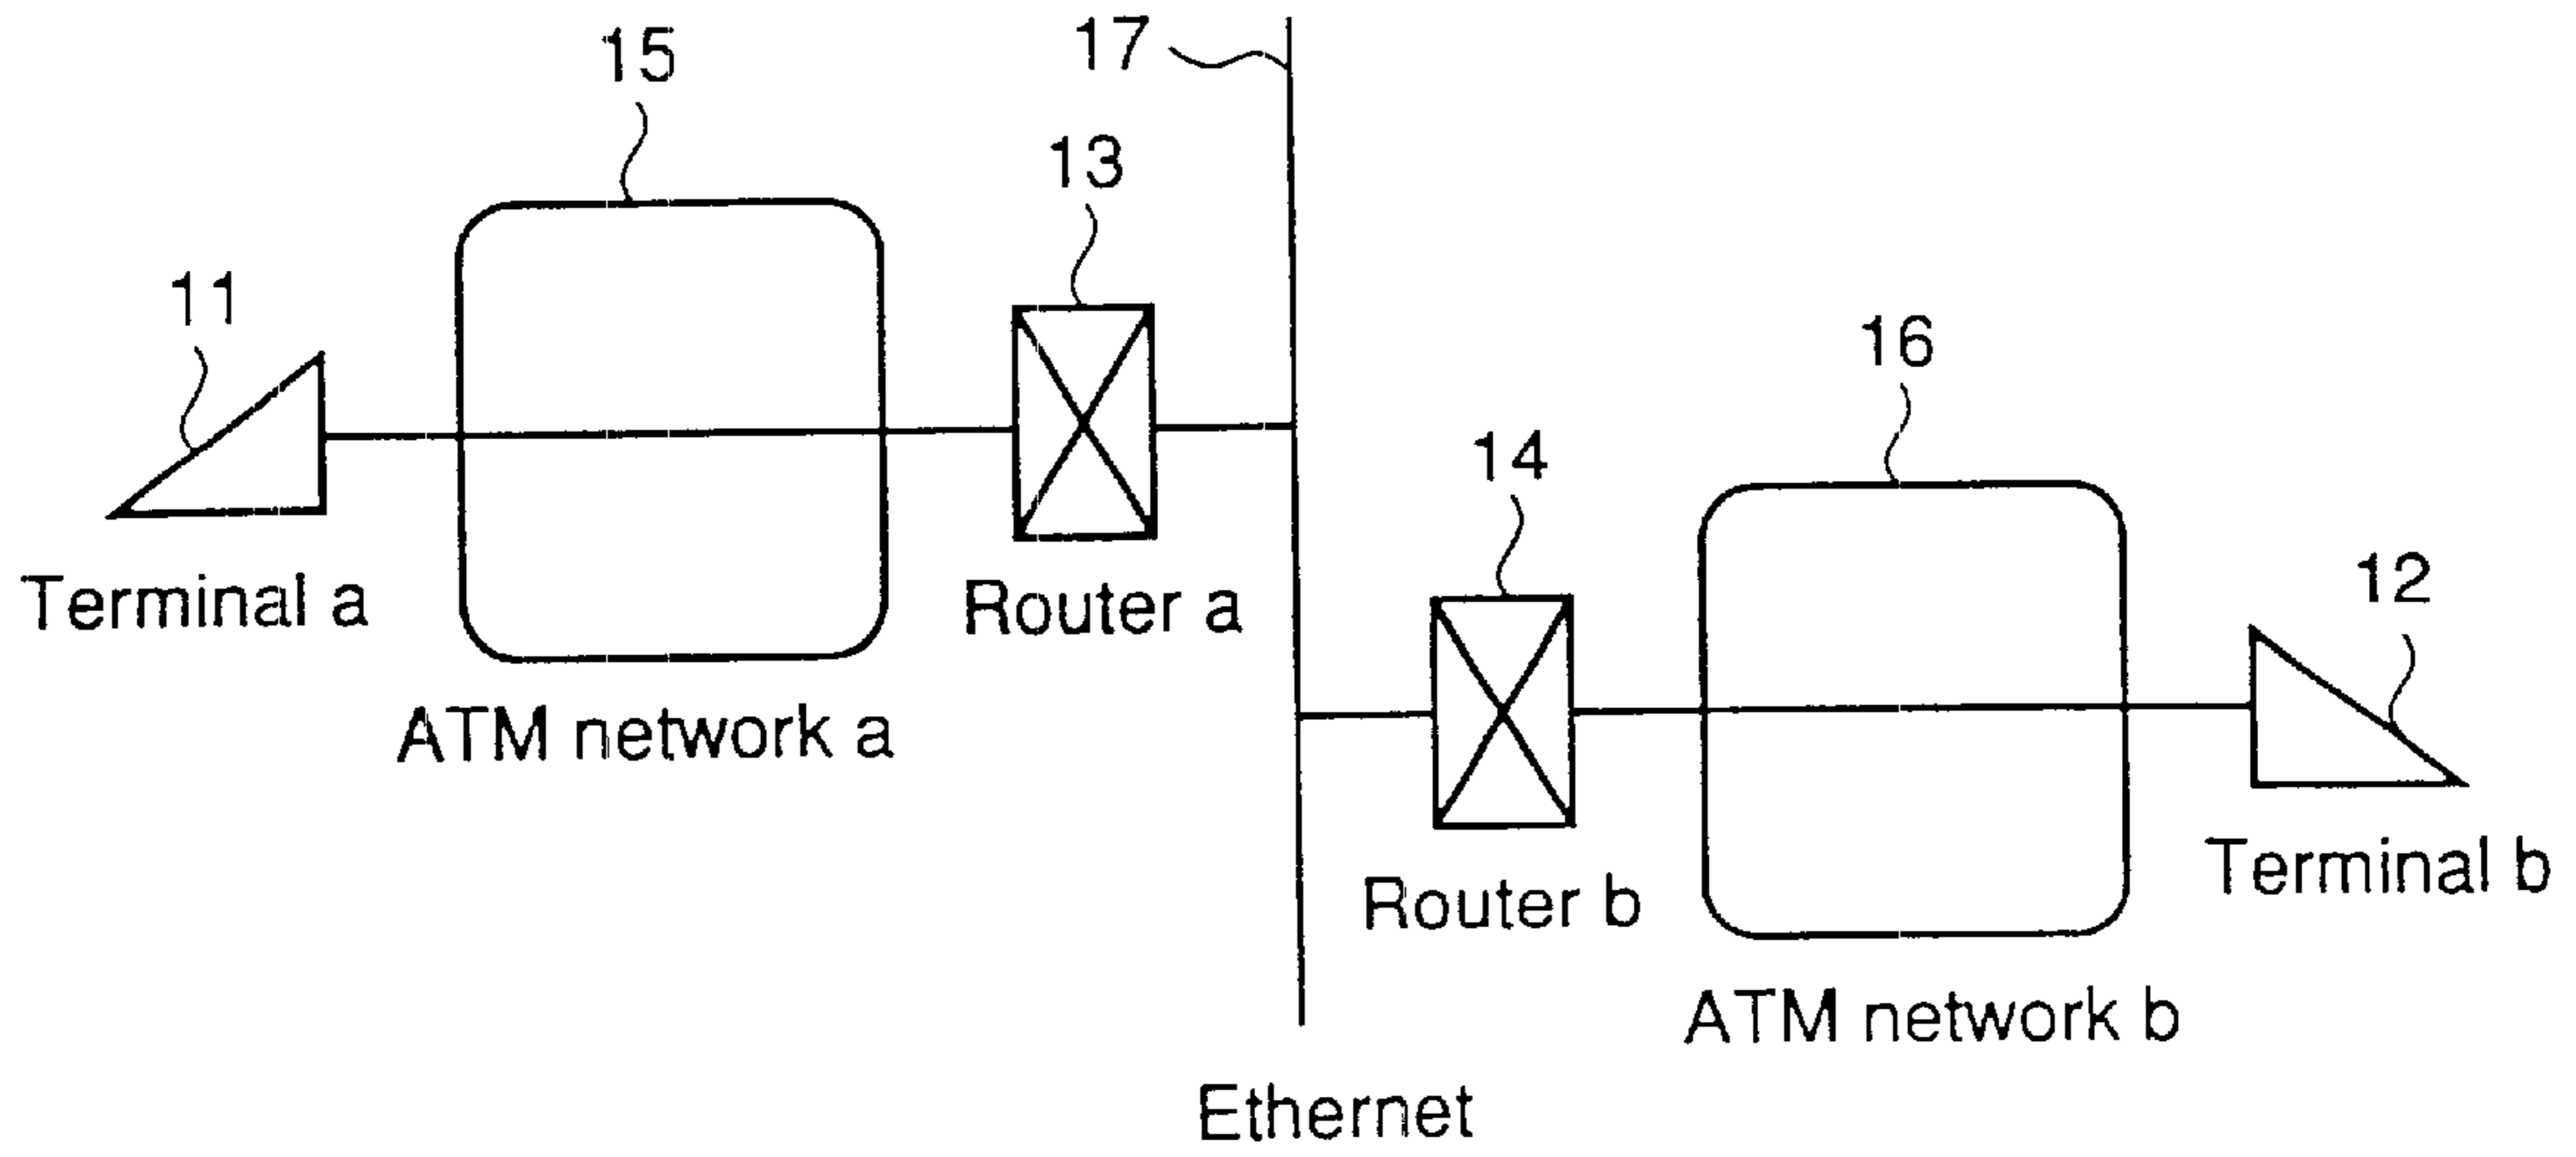 15
17
13
11
16
14
12
Terminal a
Router a
ATM network a
Router b
Terminal b
ATM network b
Ethernet